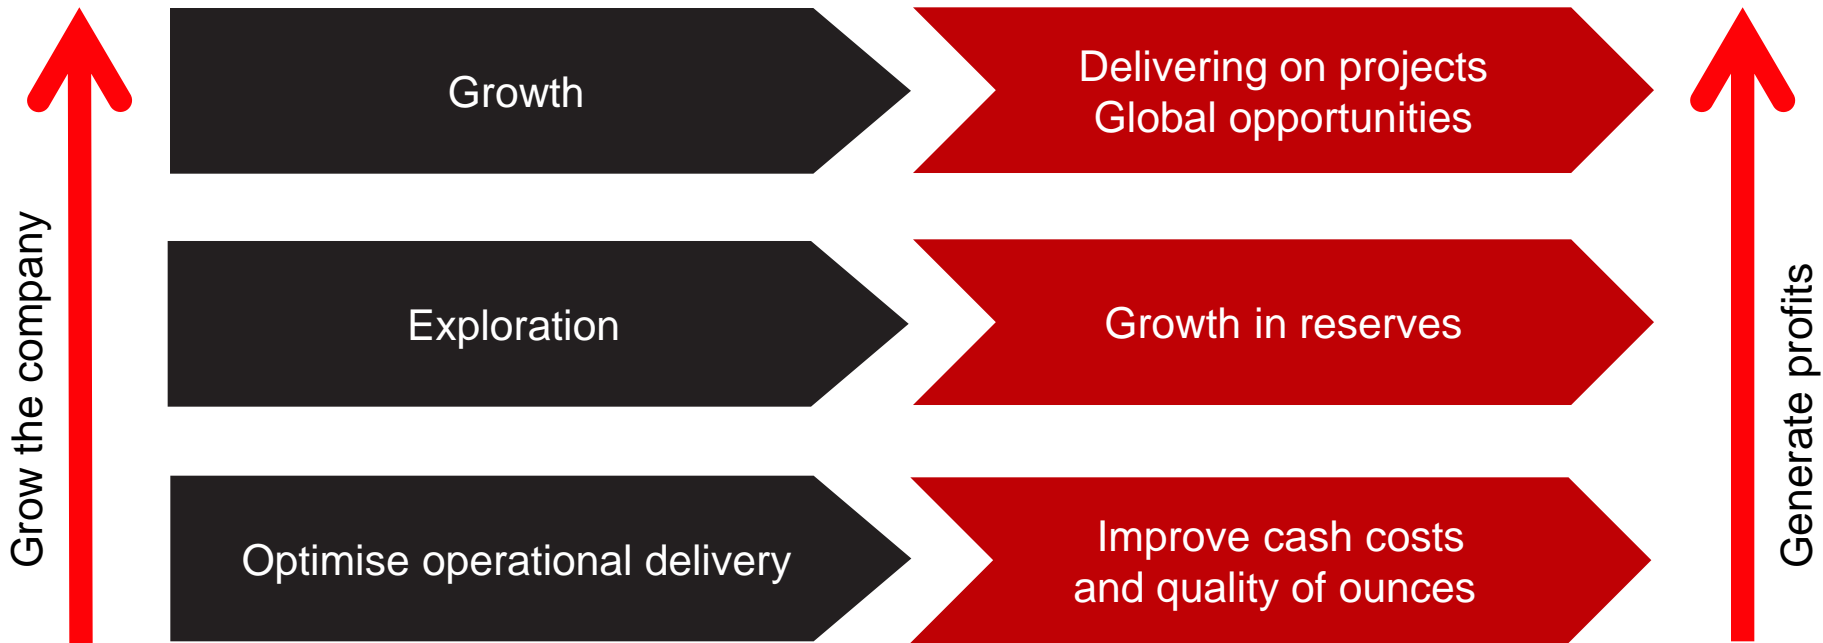 Grow the company
Growth
Delivering on projects
Global opportunities
Exploration
Growth in reserves
Optimise operational delivery
Improve cash costs
and quality of ounces
Generate profits